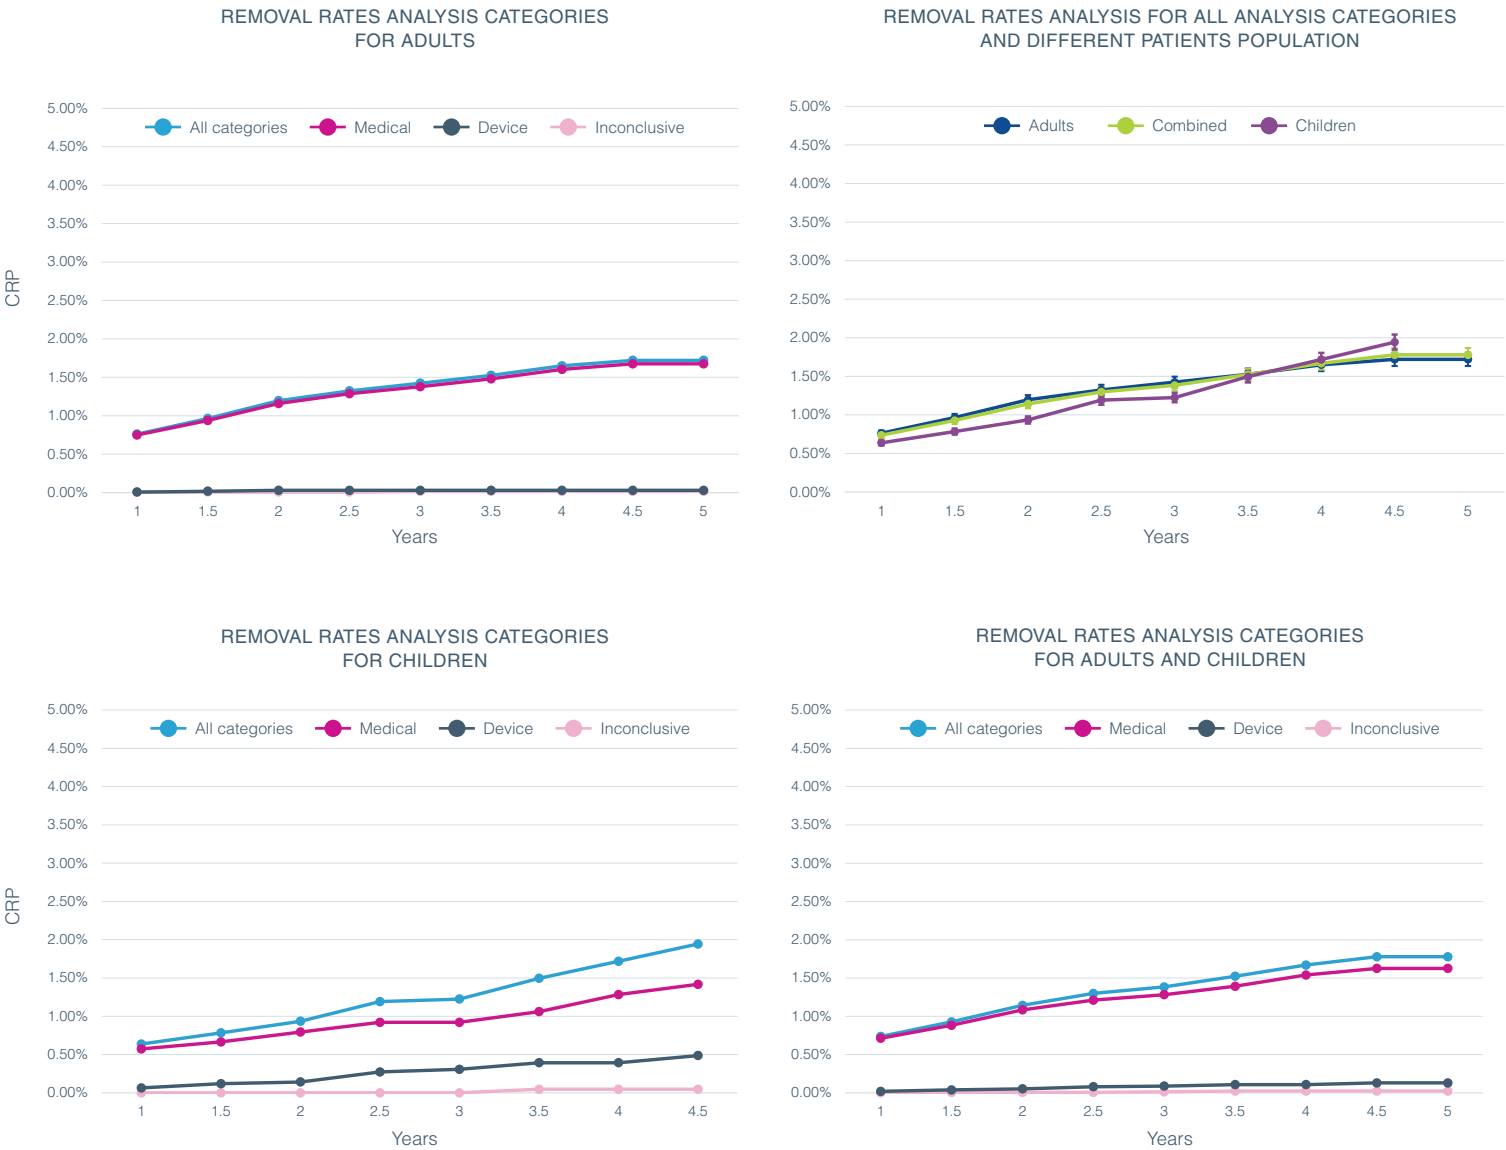 REMOVAL RATES ANALYSIS CATEGORIES
FOR ADULTS
5.00%
All categories Medical Device Inconclusive
4.50%
4.00%
3.50%
3.00%
CRP
2.50%
2.00%
1.50%
1.00%
0.50%
0.00%
1 1.5 2 2.5 3 3.5 4 4.5 5
Years
REMOVAL RATES ANALYSIS FOR ALL ANALYSIS CATEGORIES
AND DIFFERENT PATIENTS POPULATION
5.00%
Adults Combined Children
4.50%
4.00%
3.50%
3.00%
2.50%
2.00%
1.50%
1.00%
0.50%
0.00%
1 1.5 2 2.5 3 3.5 4 4.5 5
Years
REMOVAL RATES ANALYSIS CATEGORIES
FOR CHILDREN
5.00%
All categories Medical Device Inconclusive
4.50%
4.00%
3.50%
3.00%
CRP
2.50%
2.00%
1.50%
1.00%
0.50%
0.00%
1 1.5 2 2.5 3 3.5 4 4.5
Years
REMOVAL RATES ANALYSIS CATEGORIES
FOR ADULTS AND CHILDREN
5.00%
All categories Medical Device Inconclusive
4.50%
4.00%
3.50%
3.00%
2.50%
2.00%
1.50%
1.00%
0.50%
0.00%
1 1.5 2 2.5 3 3.5 4 4.5 5
Years